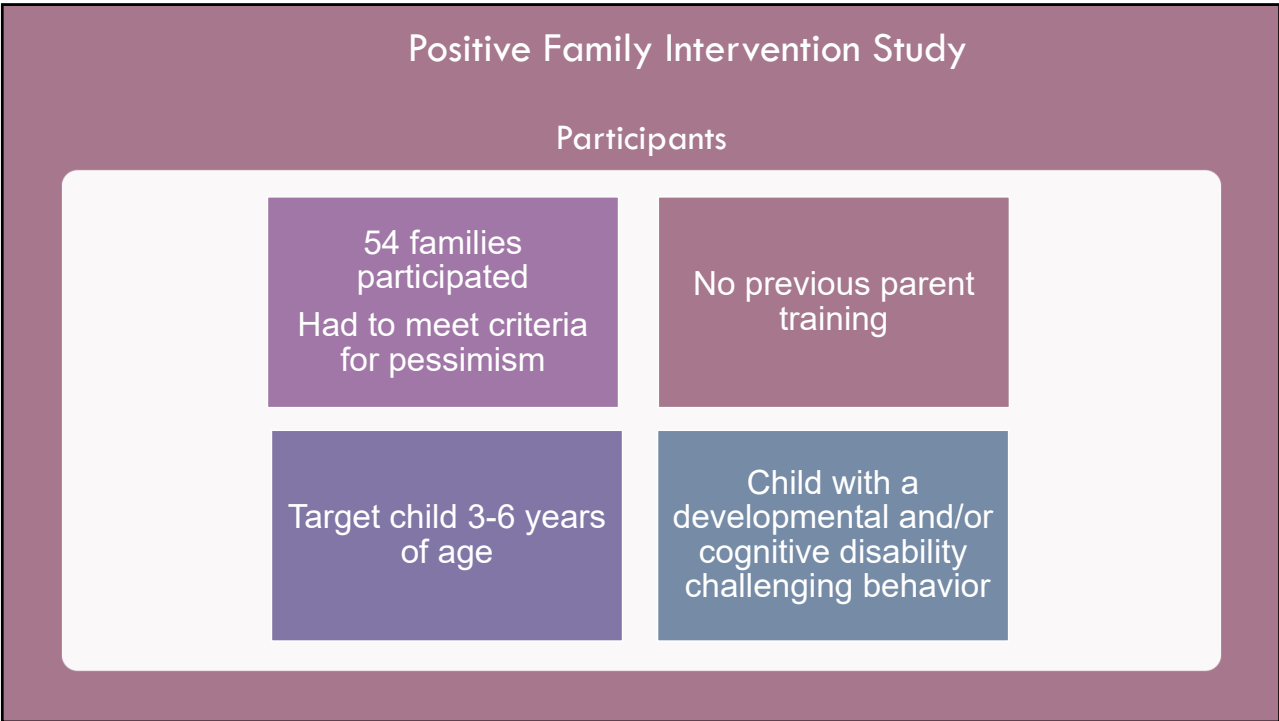 Positive Family Intervention Study
Participants
54 families
participated
Had to meet criteria
for pessimism
No previous parent
training
Target child 3-6 years
of age
Child with a
developmental and/or
cognitive disability
challenging behavior